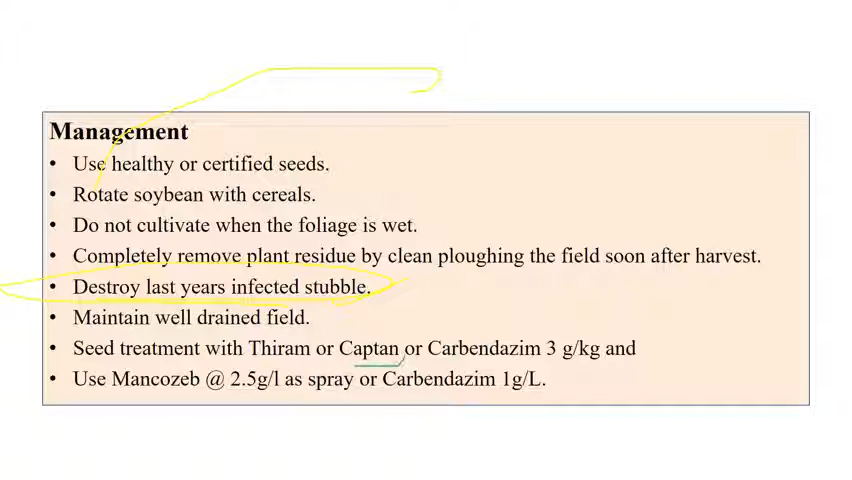 Management
• Use healthy or certified seeds.
• Rotate soybean with cereals.
• Do not cultivate when the foliage is wet.
• Completely remove plant residue by clean ploughing the field soon after harvest.
• Destroy last years infected stubble.
• Maintain well drained field.
• Seed treatment with Thiram or Captan or Carbendazim 3 g/kg and
• Use Mancozeb @ 2.5g/l as spray or Carbendazim 1g/L.